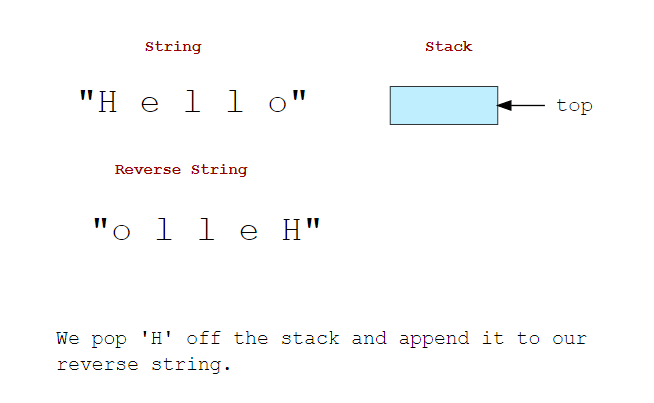 String
Stack
"H e l l o"
top
Reverse String
"o l l e H"
We pop 'H' off the stack and append it to our
reverse string.